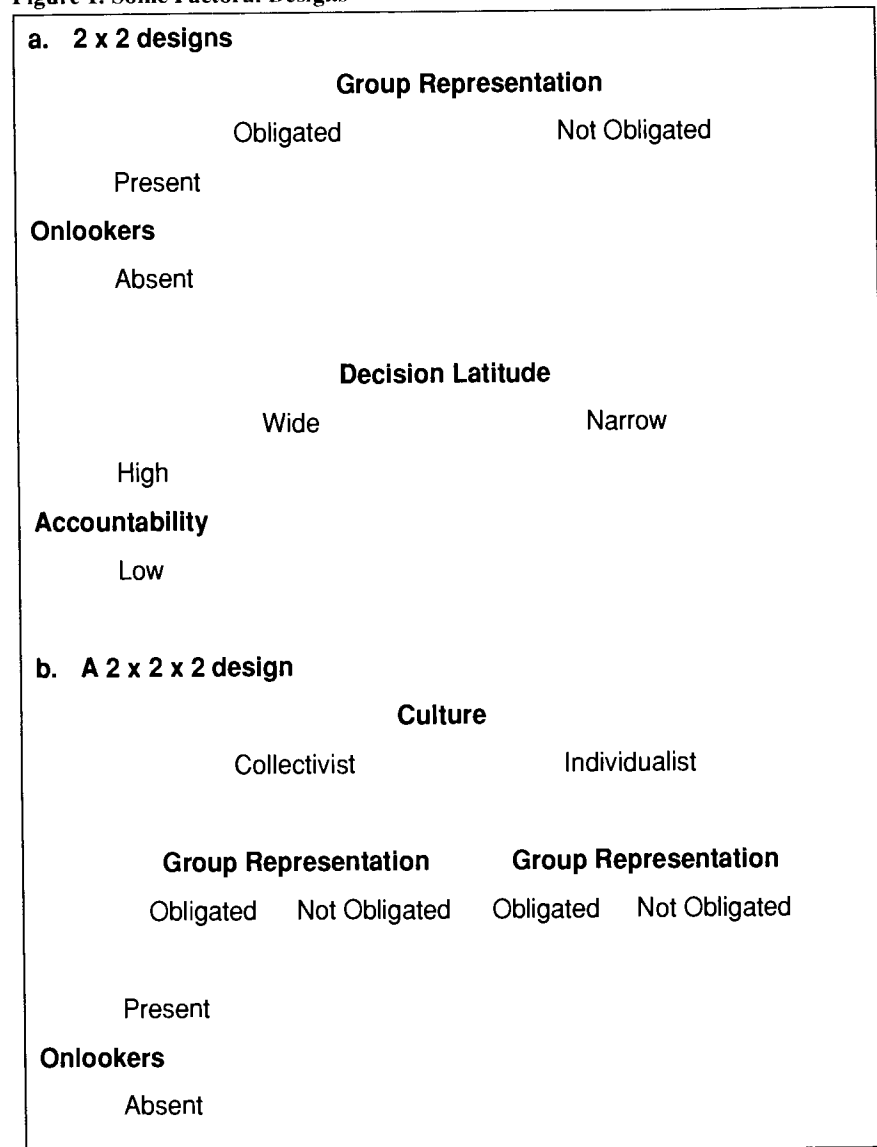 a. 2 x 2 designs
Group Representation
Obligated Not Obligated
Present
Onlookers
Absent
Decision Latitude
Wide Narrow
High
Accountability
Low
b. A 2 x 2 x 2 design
Culture
Collectivist Individualist
Group Representation Group Representation
Obligated Not Obligated Obligated Not Obligated
Present
Onlookers
Absent